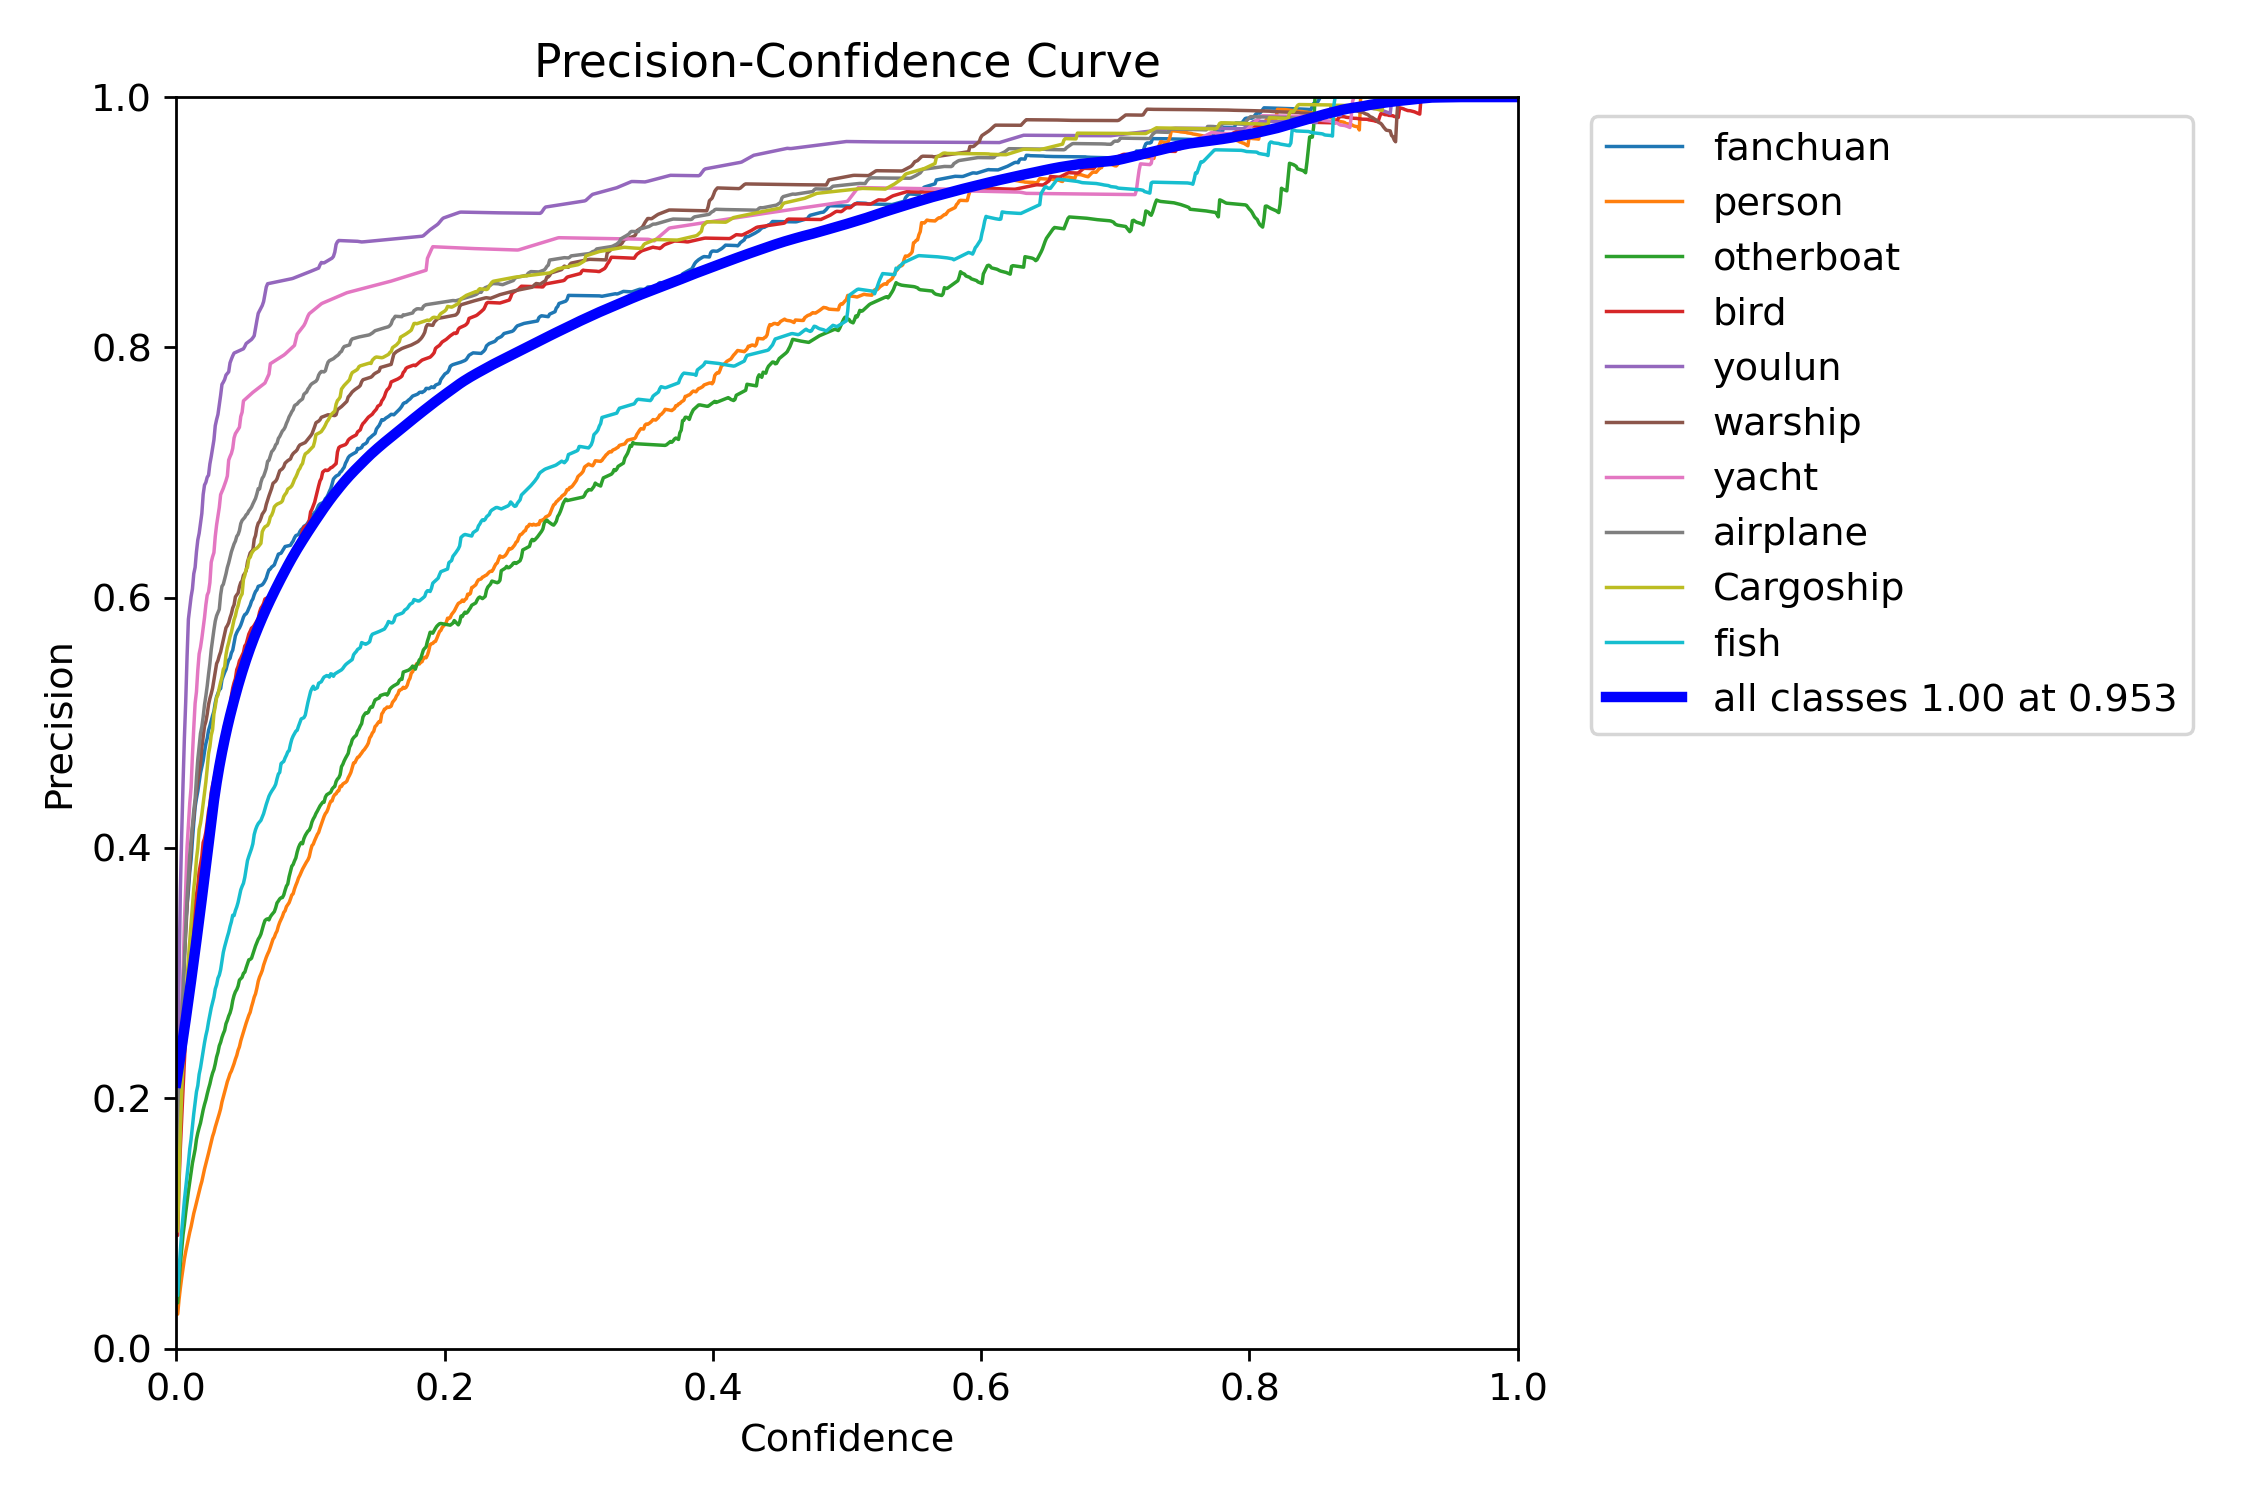 Precision-Confidence Curve
1.0
0.8
0.6
0.4
0.2
0.0
Precision
0.0 0.2 0.4 0.6 0.8 1.0
Confidence
fanchuan
person
otherboat
bird
youlun
warship
yacht
airplane
Cargoship
fish
all classes 1.00 at 0.953